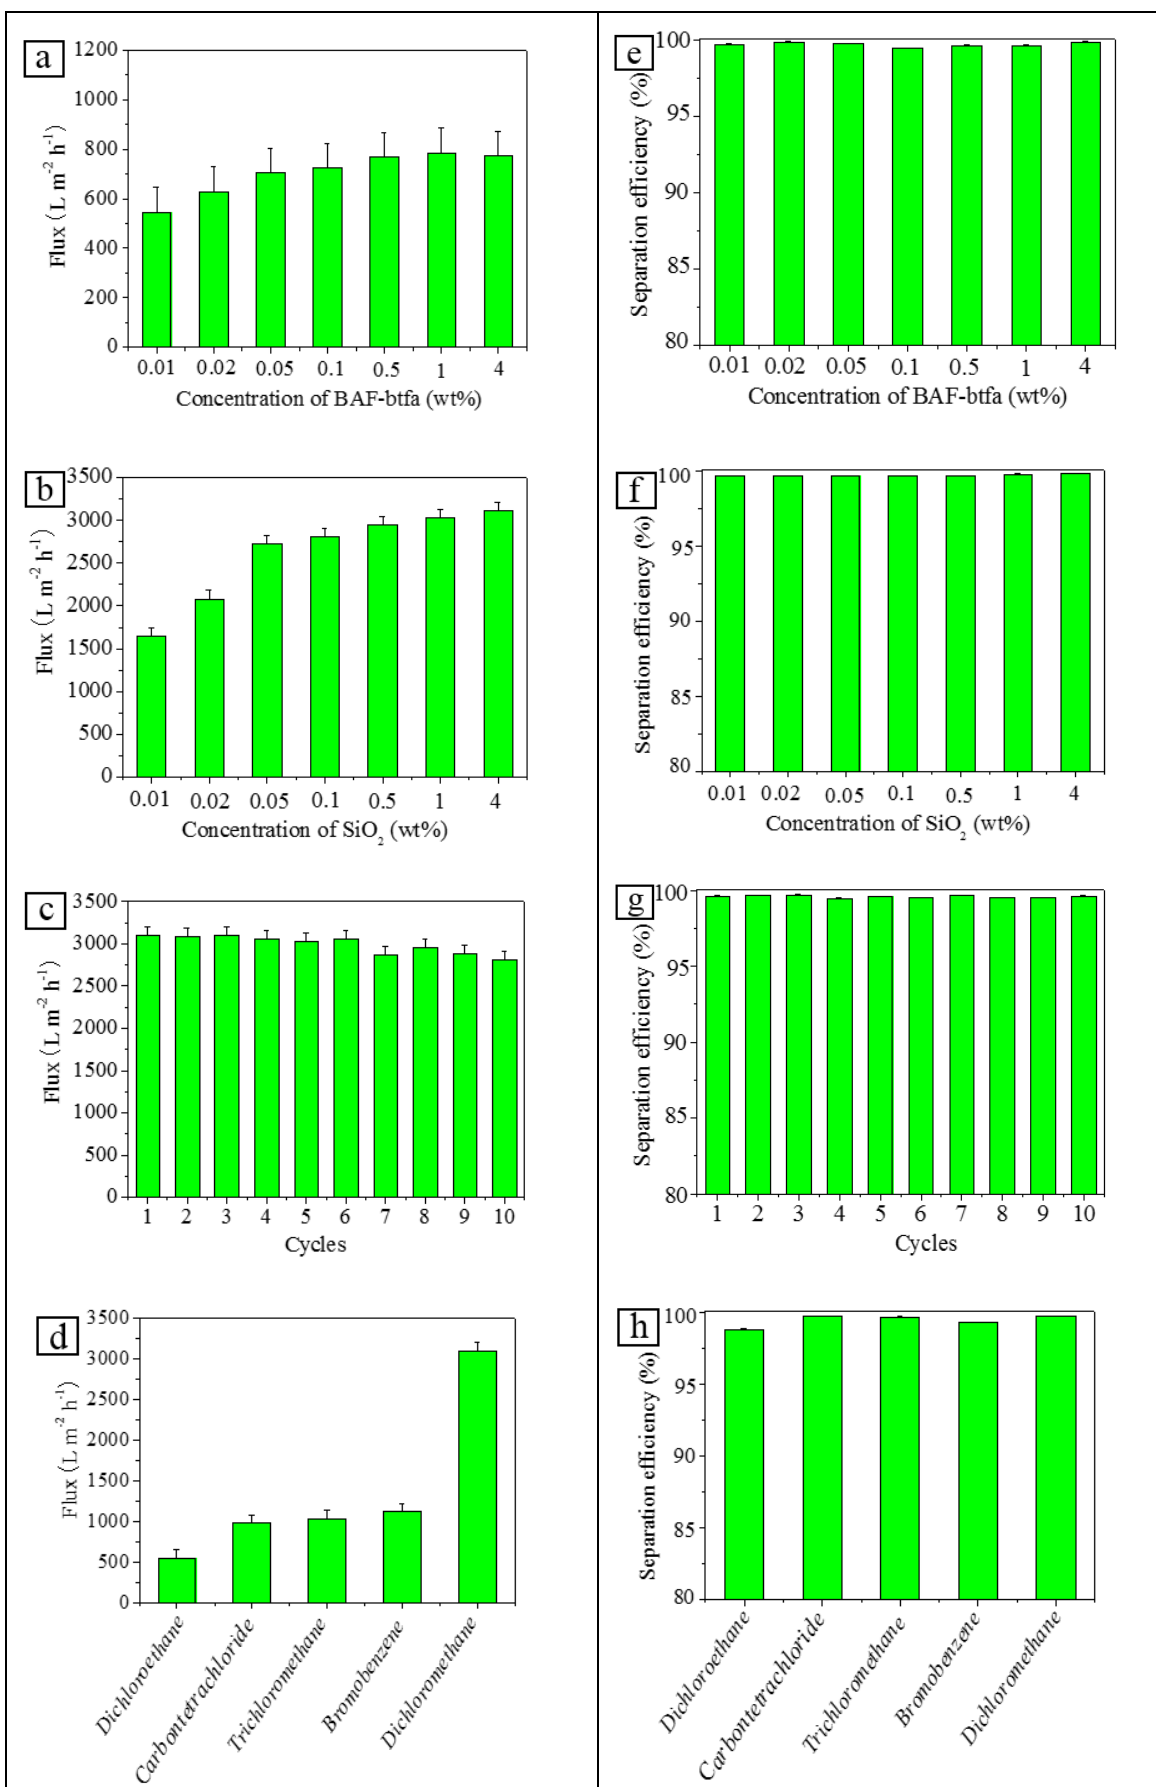 a
1200
1000
800
600
400
200
0
Flux (L m-2 h-1)
0.01 0.02 0.05 0.1 0.5 1 4
Concentration of BAF-btfa (wt%)
e
100
95
90
85
80
Separation efficiency (%)
0.01 0.02 0.05 0.1 0.5 1 4
Concentration of BAF-btfa (wt%)
b
3500
3000
2500
2000
1500
1000
500
0
Flux (L m-2 h-1)
0.01 0.02 0.05 0.1 0.5 1 4
Concentration of SiO2 (wt%)
f
100
95
90
85
80
Separation efficiency (%)
0.01 0.02 0.05 0.1 0.5 1 4
Concentration of SiO2 (wt%)
c
3500
3000
2500
2000
1500
1000
500
0
Flux (L m-2 h-1)
1 2 3 4 5 6 7 8 9 10
Cycles
g
100
95
90
85
80
Separation efficiency (%)
1 2 3 4 5 6 7 8 9 10
Cycles
d
3500
3000
2500
2000
1500
1000
500
0
Flux (L m-2 h-1)
Dichloroethane
Carbontetrachloride
Trichloromethane
Bromobenzene
Dichloromethane
h
100
95
90
85
80
Separation efficiency (%)
Dichloroethane
Carbontetrachloride
Trichloromethane
Bromobenzene
Dichloromethane